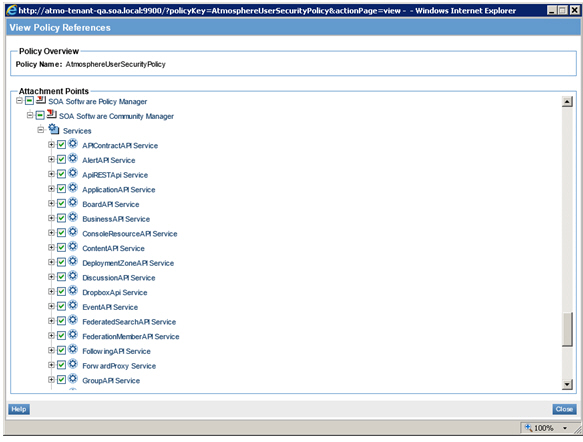 http://atmo-tenant-qa.soa.local:9900/?policyKey=AtmosphereUserSecurityPolicy&actionPage=view - - Windows Internet Explorer
View Policy References
Policy Overview
Policy Name: AtmosphereUserSecurityPolicy
Attachment Points
SOA Software Policy Manager
SOA Software Community Manager
Services
APIContractAPI Service
AlertAPI Service
ApiRESTApi Service
ApplicationAPI Service
BoardAPI Service
BusinessAPI Service
ConsoleResourceAPI Service
ContentAPI Service
DeploymentZoneAPI Service
DiscussionAPI Service
DropboxApi Service
EventAPI Service
FederatedSearchAPI Service
FederationMemberAPI Service
FollowingAPI Service
ForwardProxy Service
GroupAPI Service
Help
Close
100%